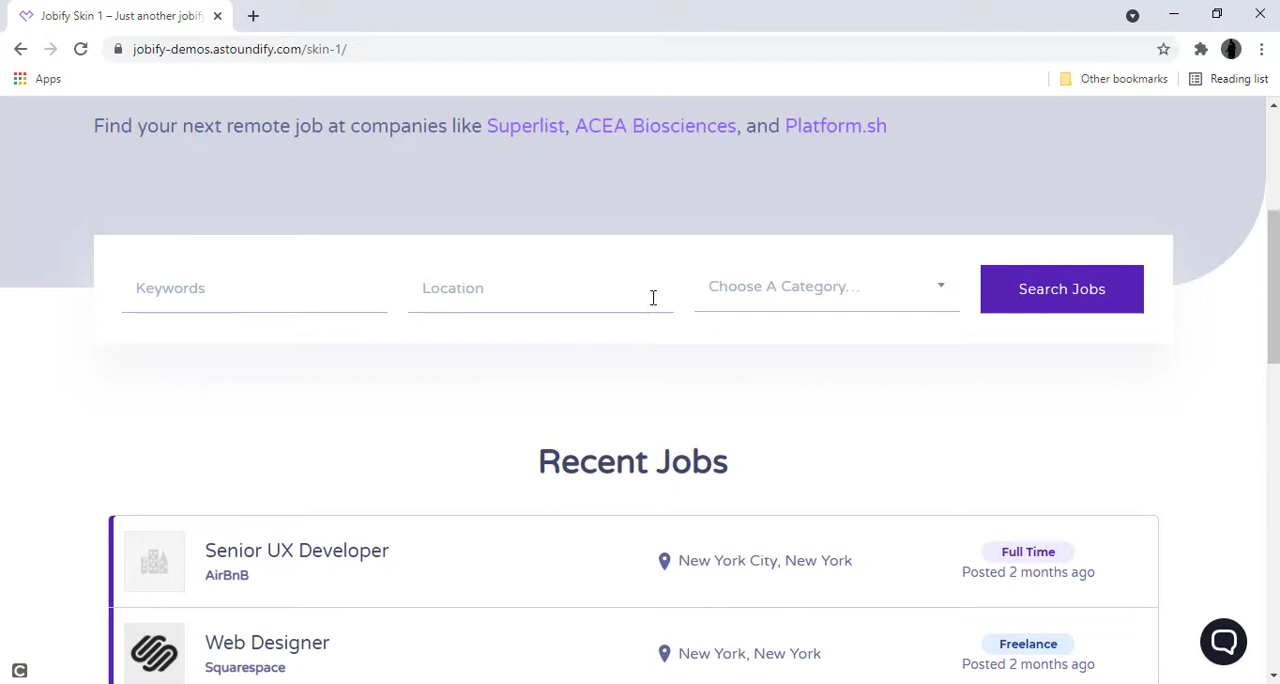 Jobify Skin 1 – Just another jobify
jobify-demos.astoundify.com/skin-1/
Apps
Other bookmarks
Reading list
Find your next remote job at companies like Superlist, ACEA Biosciences, and Platform.sh
Keywords
Location
Choose A Category...
Search Jobs
Recent Jobs
Senior UX Developer
AirBnB
New York City, New York
Full Time
Posted 2 months ago
Web Designer
Squarespace
New York, New York
Freelance
Posted 2 months ago